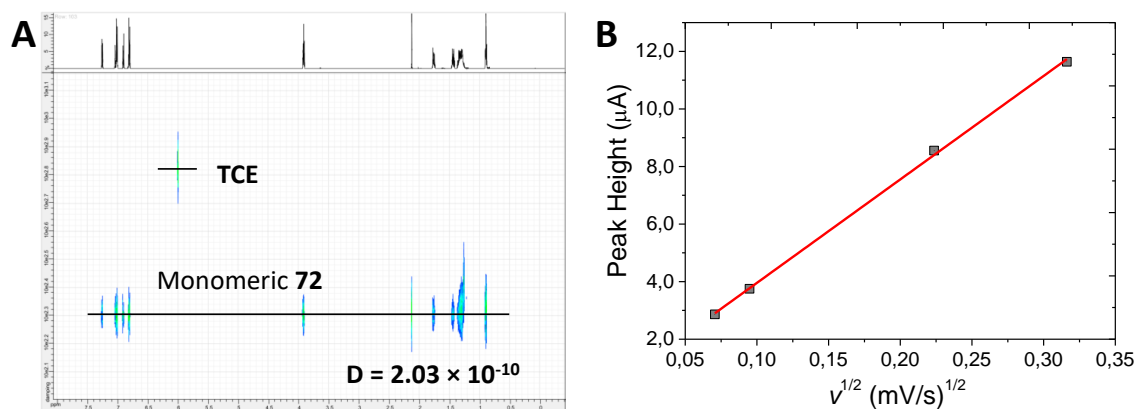 A
TCE
Monomeric 72
D = 2.03 × 10⁻¹⁰
ppm
B
Peak Height (μA)
12,0
10,0
8,0
6,0
4,0
2,0
0,05 0,10 0,15 0,20 0,25 0,30 0,35
v^1/2 (mV/s)^1/2